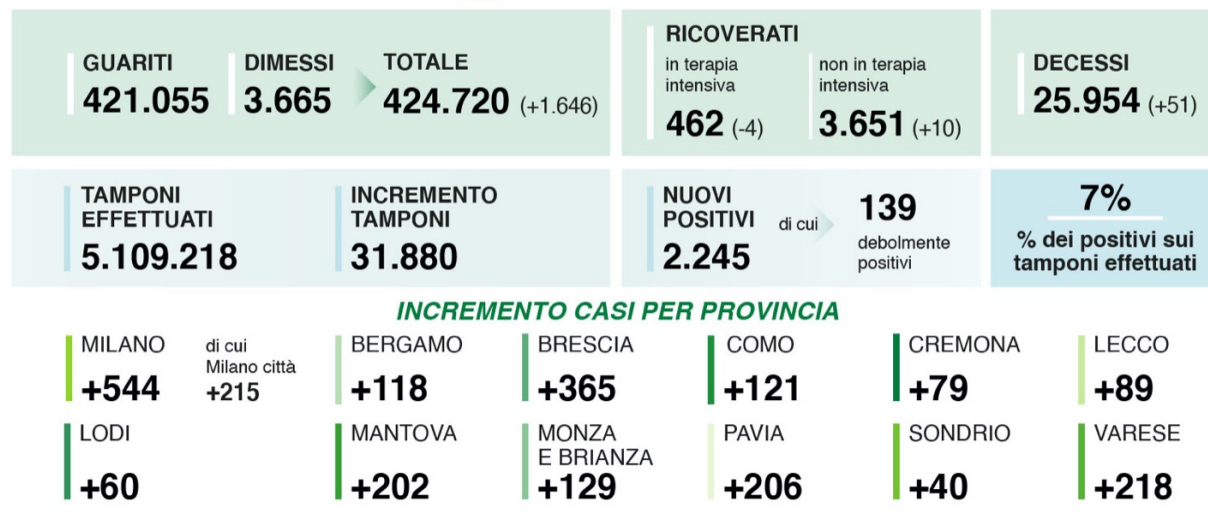 GUARITI
421.055
DIMESSI
3.665
TOTALE
424.720 (+1.646)
RICOVERATI
in terapia
intensiva
462 (-4)
non in terapia
intensiva
3.651 (+10)
DECESSI
25.954 (+51)
TAMPONI
EFFETTUATI
5.109.218
INCREMENTO
TAMPONI
31.880
NUOVI
POSITIVI
2.245
di cui
139
debolmente
positivi
7%
% dei positivi sui
tamponi effettuati
INCREMENTO CASI PER PROVINCIA
MILANO
+544
di cui
Milano città
+215
BERGAMO
+118
BRESCIA
+365
COMO
+121
CREMONA
+79
LECCO
+89
LODI
+60
MANTOVA
+202
MONZA
E BRIANZA
+129
PAVIA
+206
SONDRIO
+40
VARESE
+218